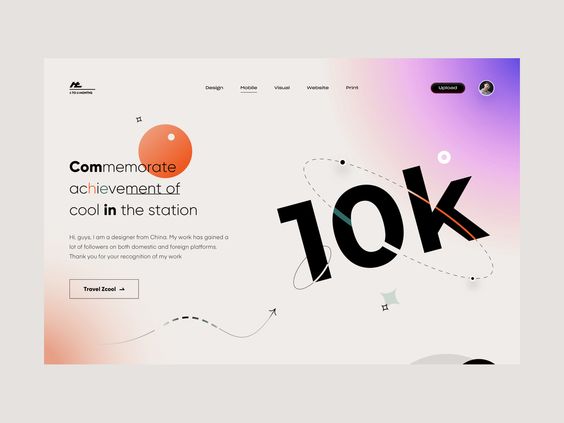 2 TO 3 MONTHS
Design Mobile Visual Website Print
Upload
Commemorate
achievement of
cool in the station
Hi, guys, I am a designer from China. My work has gained a
lot of followers on both domestic and foreign platforms.
Thank you for your recognition of my work
Travel Zcool
10k